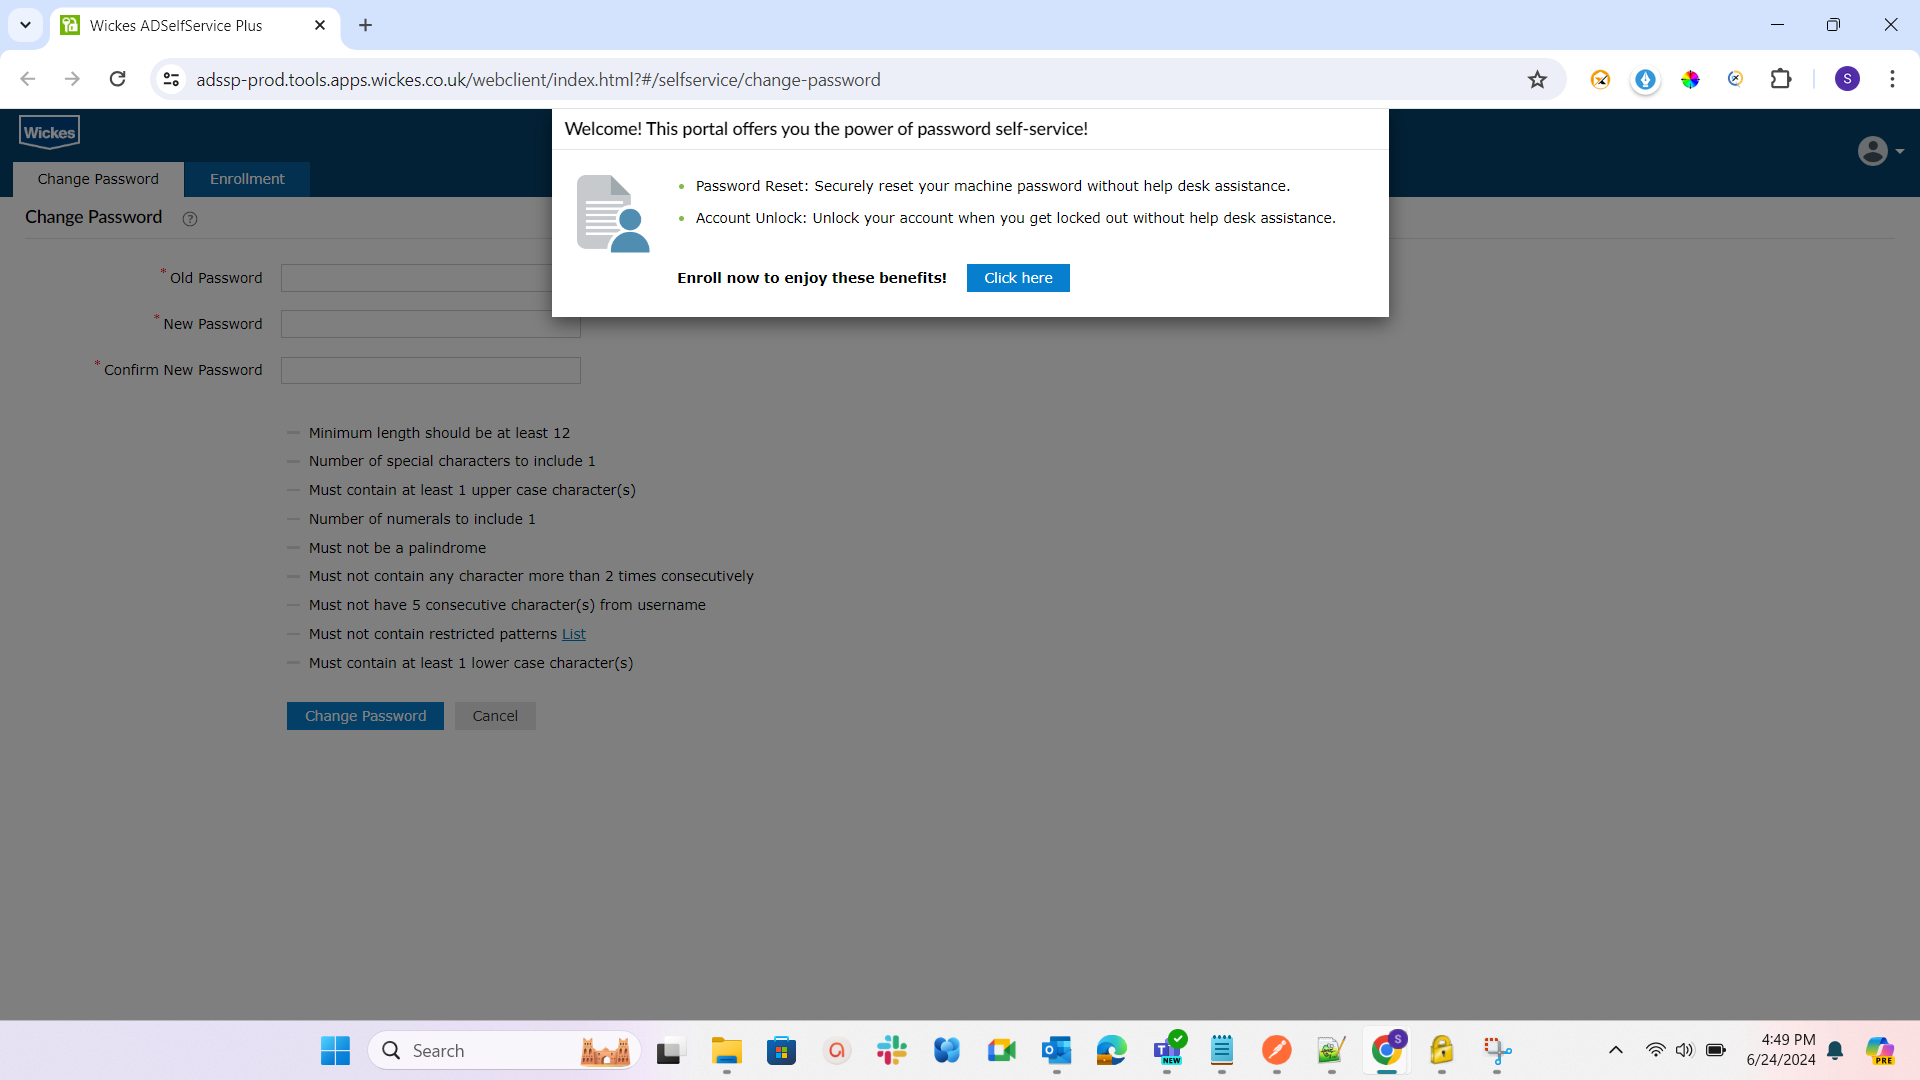 Wickes ADSelfService Plus
adssp-prod.tools.apps.wickes.co.uk/webclient/index.html?#/selfservice/change-password
S
Wickes
Change Password
Enrollment
Welcome! This portal offers you the power of password self-service!
Password Reset: Securely reset your machine password without help desk assistance.
Account Unlock: Unlock your account when you get locked out without help desk assistance.
Enroll now to enjoy these benefits!
Click here
Change Password ?
* Old Password
* New Password
* Confirm New Password
Minimum length should be at least 12
Number of special characters to include 1
Must contain at least 1 upper case character(s)
Number of numerals to include 1
Must not be a palindrome
Must not contain any character more than 2 times consecutively
Must not have 5 consecutive character(s) from username
Must not contain restricted patterns List
Must contain at least 1 lower case character(s)
Change Password
Cancel
Search
NEW
S
4:49 PM
6/24/2024
PRE